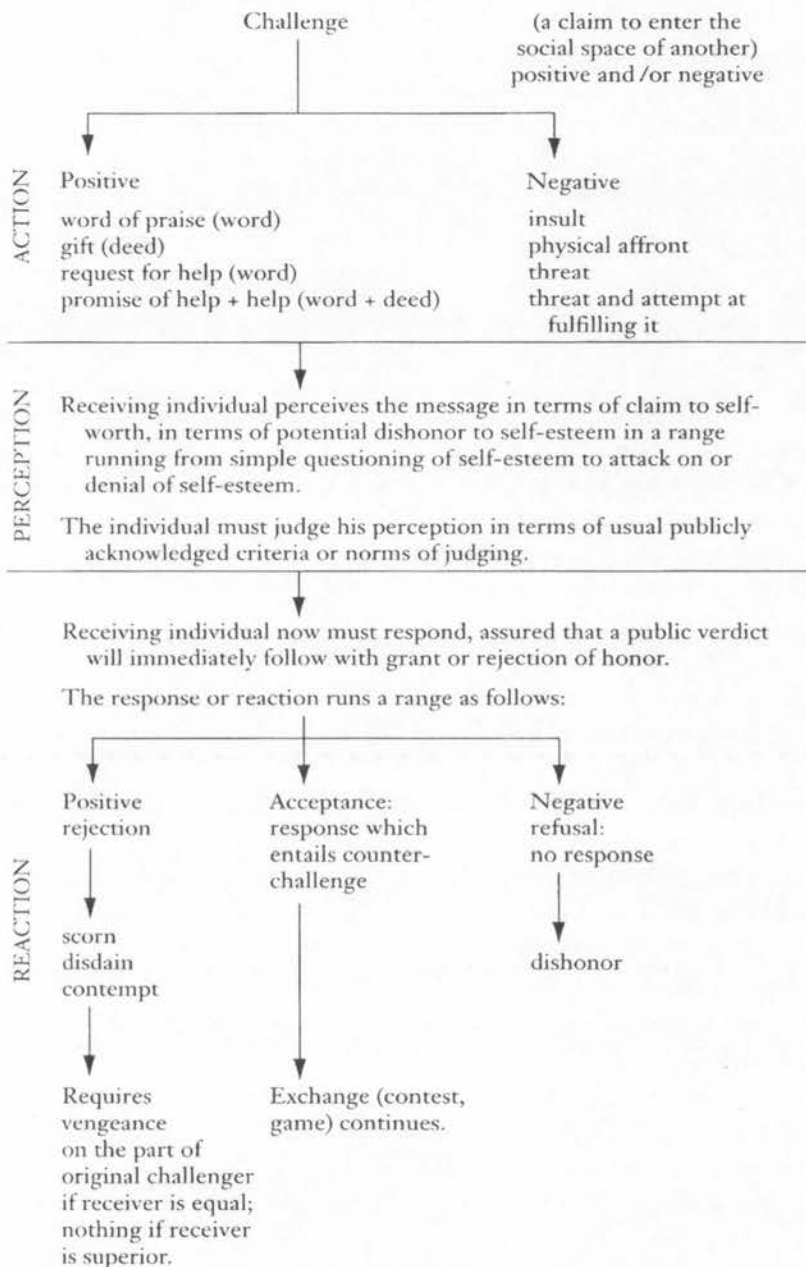 Challenge
(a claim to enter the
social space of another)
positive and/or negative
ACTION
Positive
word of praise (word)
gift (deed)
request for help (word)
promise of help + help (word + deed)
Negative
insult
physical affront
threat
threat and attempt at
fulfilling it
PERCEPTION
Receiving individual perceives the message in terms of claim to self-
worth, in terms of potential dishonor to self-esteem in a range
running from simple questioning of self-esteem to attack on or
denial of self-esteem.
The individual must judge his perception in terms of usual publicly
acknowledged criteria or norms of judging.
REACTION
Receiving individual now must respond, assured that a public verdict
will immediately follow with grant or rejection of honor.
The response or reaction runs a range as follows:
Positive
rejection
scorn
disdain
contempt
Requires
vengeance
on the part of
original challenger
if receiver is equal;
nothing if receiver
is superior.
Acceptance:
response which
entails counter-
challenge
Exchange (contest,
game) continues.
Negative
refusal:
no response
dishonor